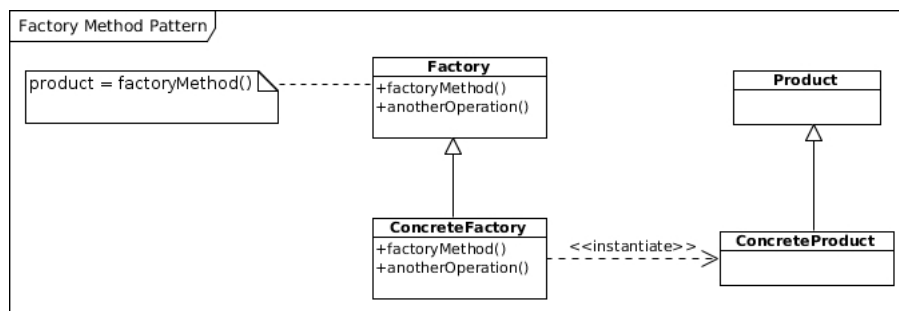 Factory Method Pattern
product = factoryMethod()
Factory
+factoryMethod()
+anotherOperation()
Product
ConcreteFactory
+factoryMethod()
+anotherOperation()
<<instantiate>>
ConcreteProduct